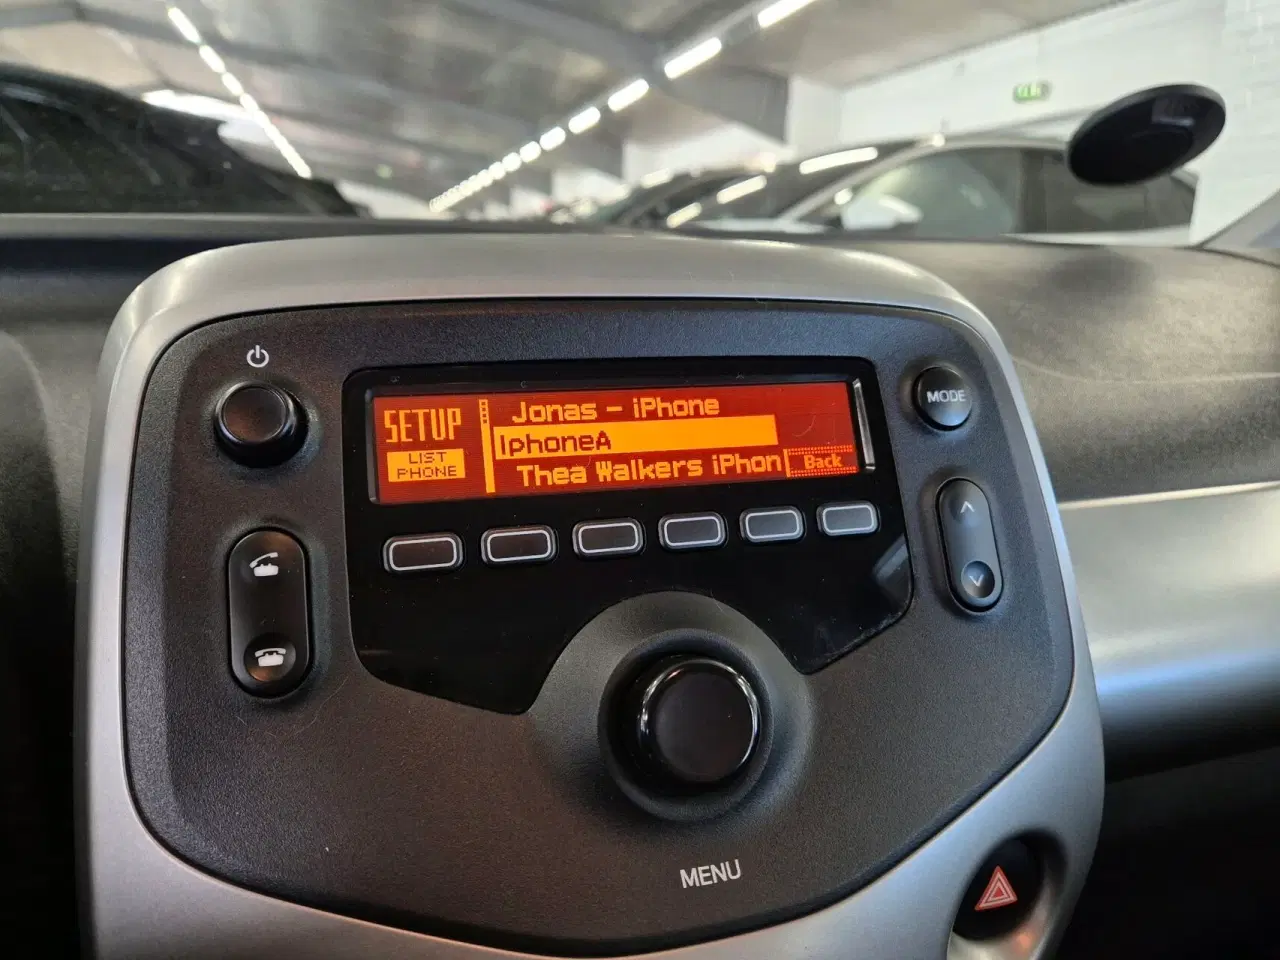 SETUP
LIST
PHONE
Jonas - iPhone
IphoneA
Thea Walkers iPhon
Back
MODE
MENU